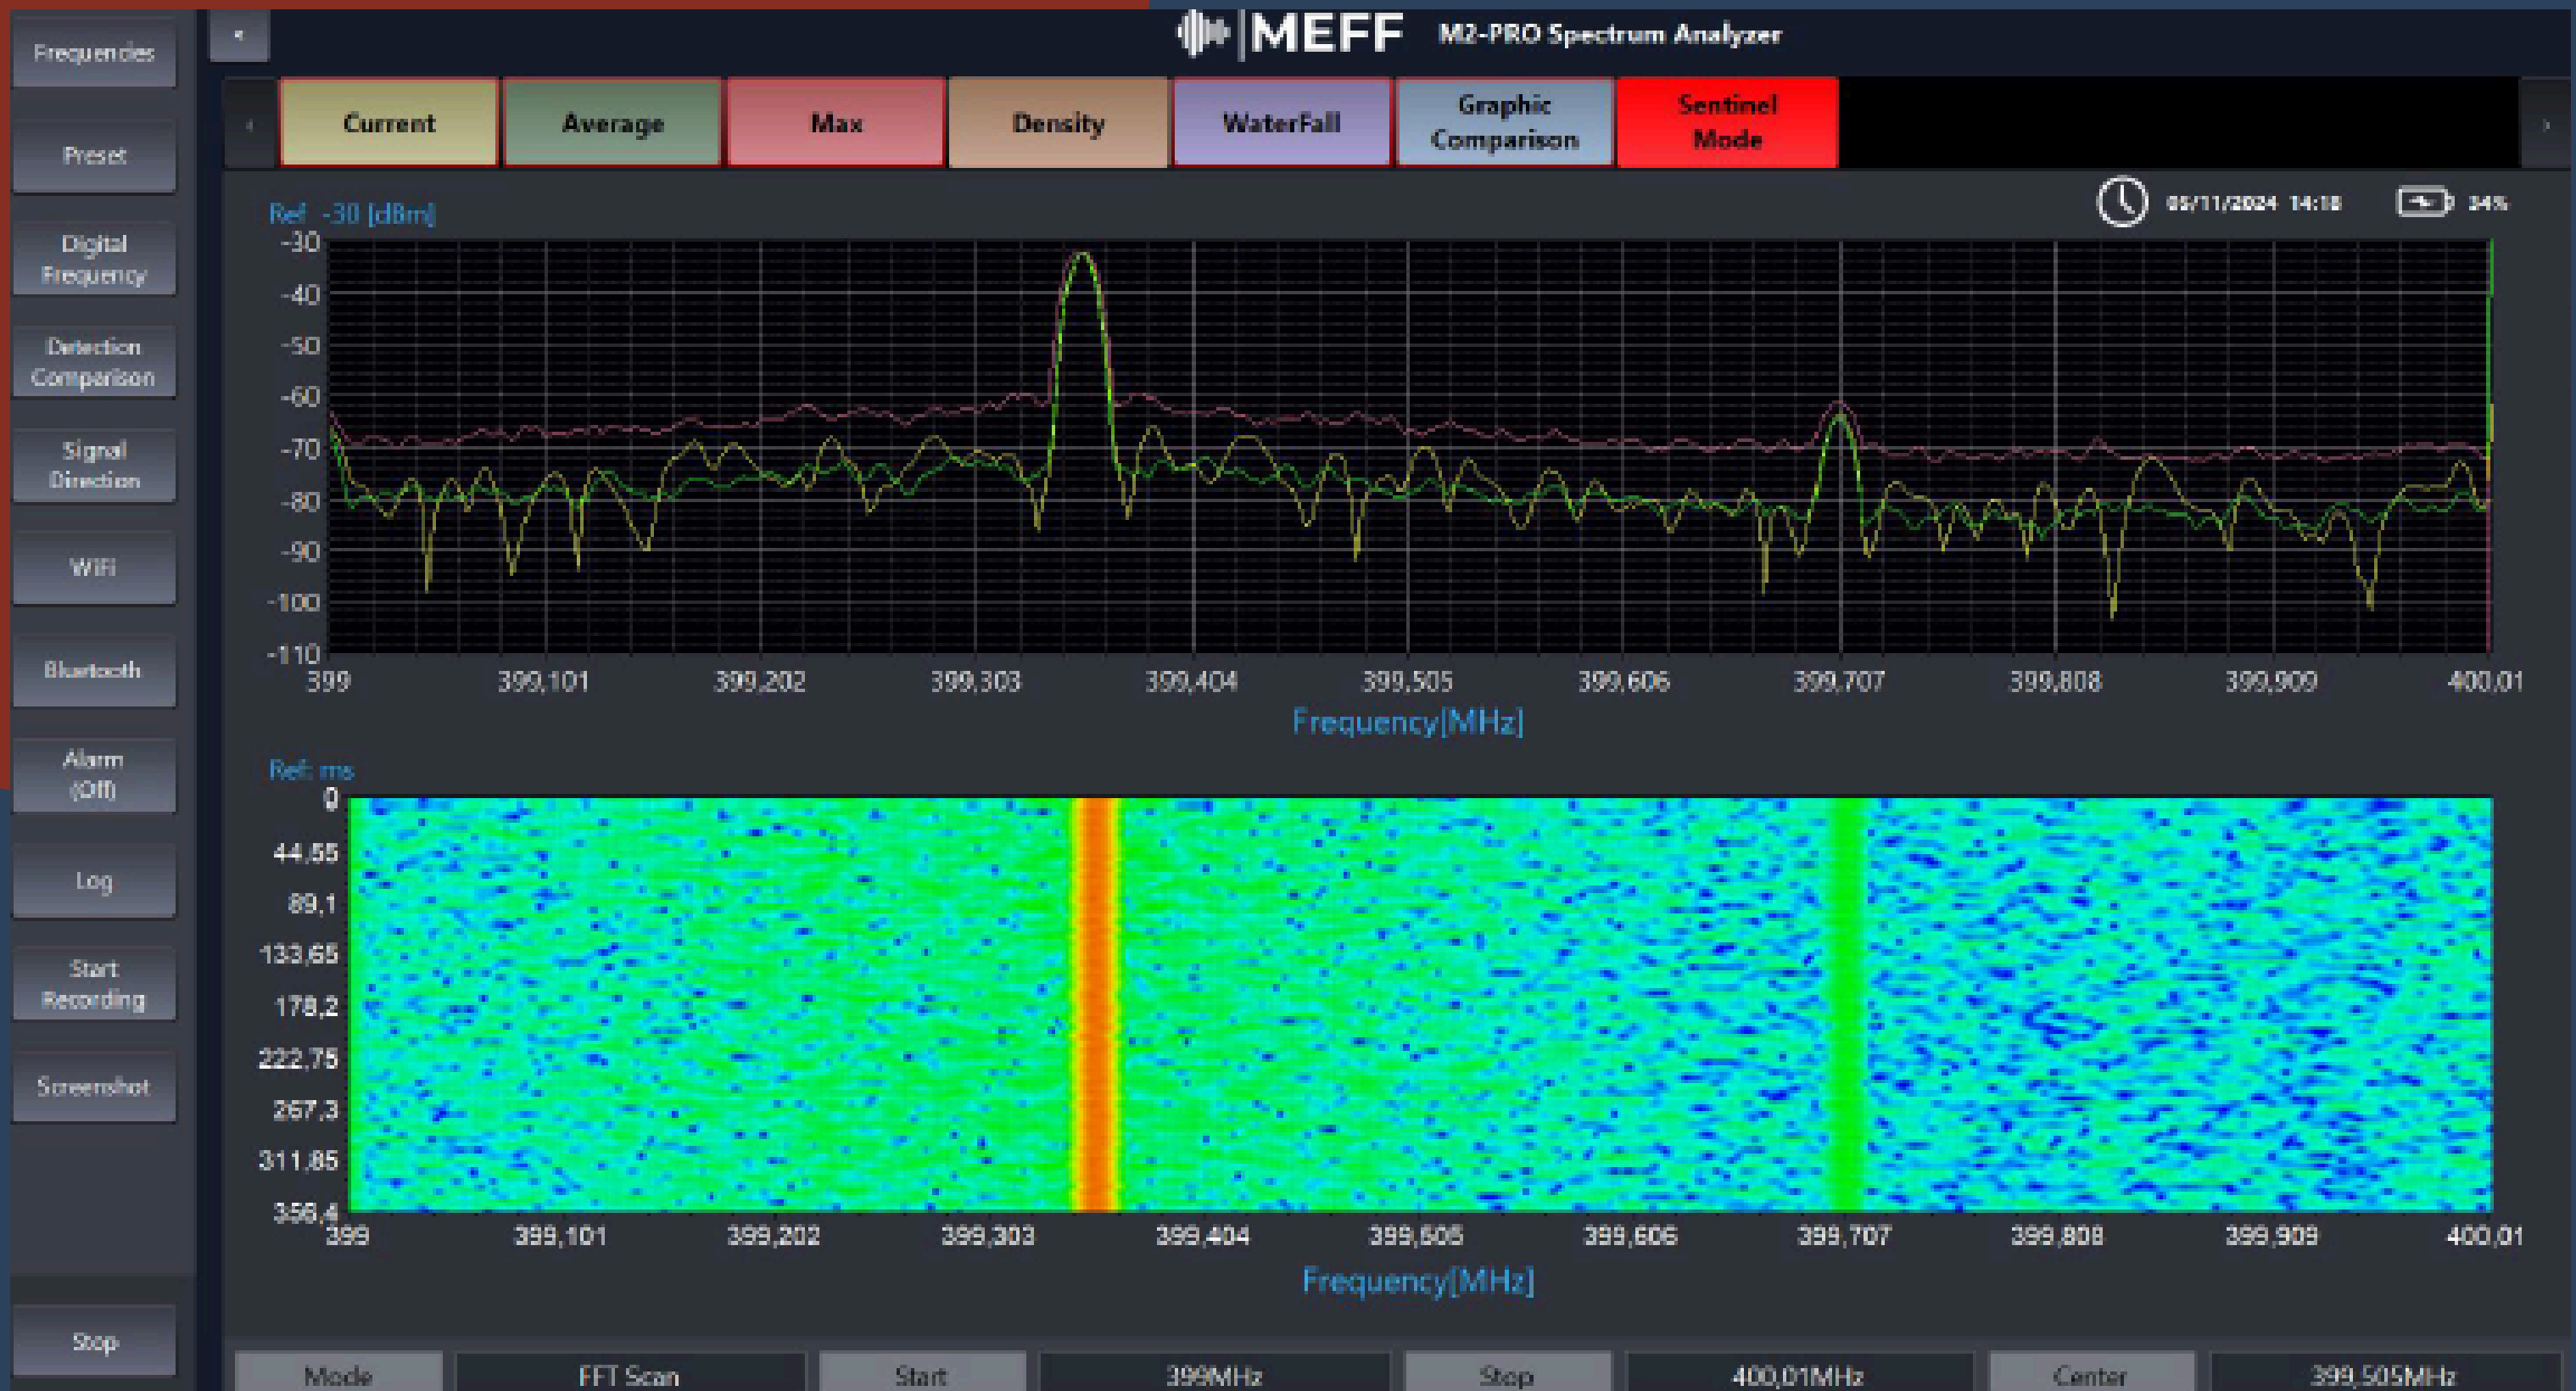 MEFF M2-PRO Spectrum Analyzer
Frequencies
Preset
Digital
Frequency
Detection
Comparison
Signal
Direction
WiFi
Bluetooth
Alarm
(Off)
Log
Start
Recording
Screenshot
Stop
Current
Average
Max
Density
WaterFall
Graphic
Comparison
Sentinel
Mode
05/11/2024 14:18
34%
Ref -30 [dBm]
-30
-40
-50
-60
-70
-80
-90
-100
-110
399 399,101 399,202 399,303 399,404 399,505 399,606 399,707 399,808 399,909 400,01
Frequency[MHz]
Ref: ms
0
44,55
89,1
133,65
178,2
222,75
267,3
311,85
356,4
399 399,101 399,202 399,303 399,404 399,505 399,606 399,707 399,808 399,909 400,01
Frequency[MHz]
Mode FFT Scan Start 399MHz Stop 400,01MHz Center 399,505MHz